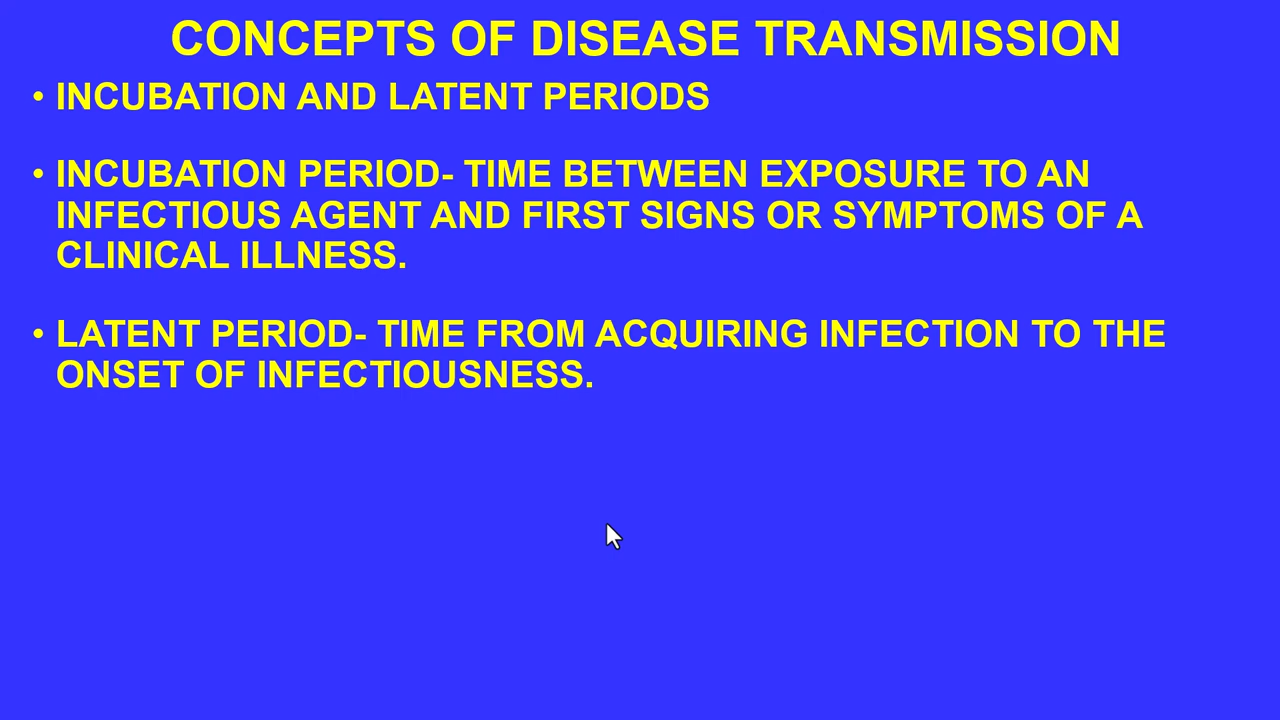 CONCEPTS OF DISEASE TRANSMISSION
• INCUBATION AND LATENT PERIODS
• INCUBATION PERIOD- TIME BETWEEN EXPOSURE TO AN
INFECTIOUS AGENT AND FIRST SIGNS OR SYMPTOMS OF A
CLINICAL ILLNESS.
• LATENT PERIOD- TIME FROM ACQUIRING INFECTION TO THE
ONSET OF INFECTIOUSNESS.